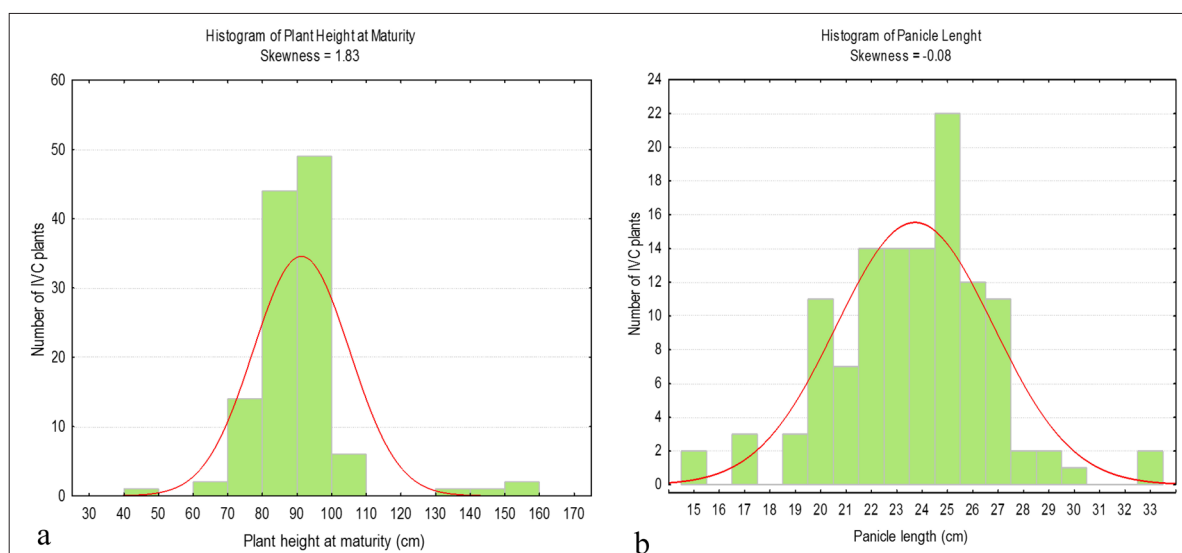 Histogram of Plant Height at Maturity
Skewness = 1.83
60
50
40
30
20
10
0
Number of IVC plants
30 40 50 60 70 80 90 100 110 120 130 140 150 160 170
Plant height at maturity (cm)
a
Histogram of Panicle Lenght
Skewness = -0.08
24
22
20
18
16
14
12
10
8
6
4
2
0
Number of IVC plants
15 16 17 18 19 20 21 22 23 24 25 26 27 28 29 30 31 32 33
Panicle length (cm)
b